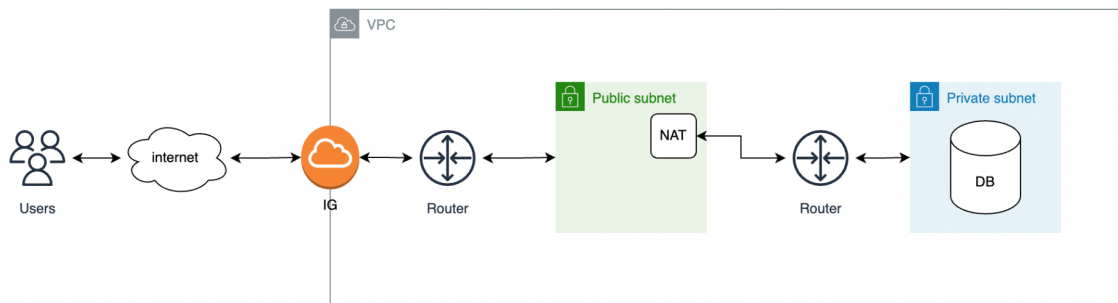 VPC
Public subnet
Private subnet
NAT
internet
DB
Users
IG
Router
Router